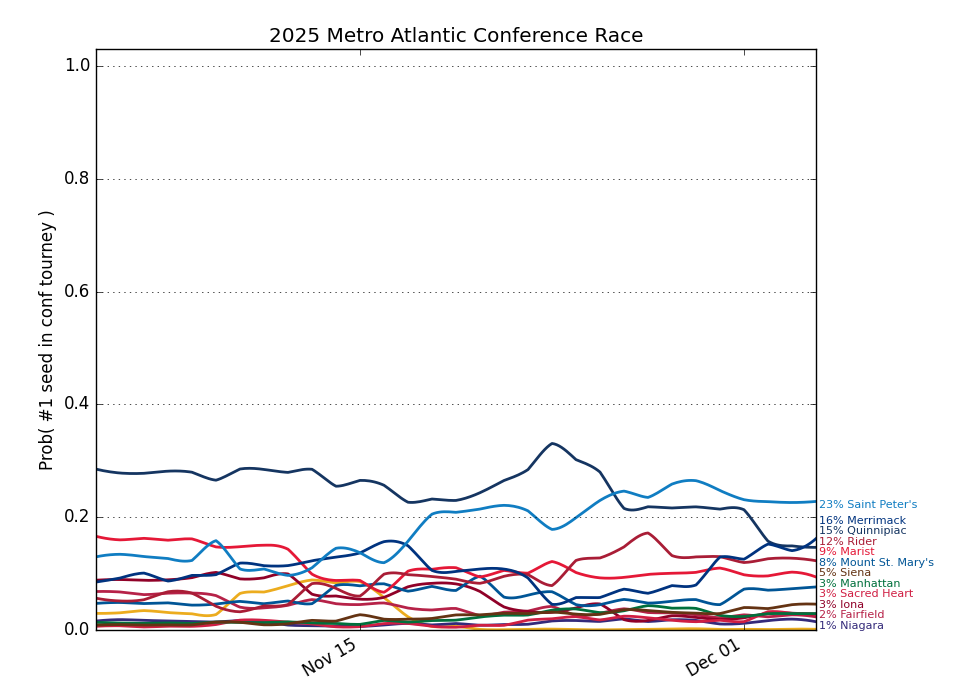 2025 Metro Atlantic Conference Race
Prob( #1 seed in conf tourney )
1.0
0.8
0.6
0.4
0.2
0.0
Nov 15
Dec 01
23% Saint Peter's
16% Merrimack
15% Quinnipiac
12% Rider
9% Marist
8% Mount St. Mary's
5% Siena
3% Manhattan
3% Sacred Heart
3% Iona
2% Fairfield
1% Niagara